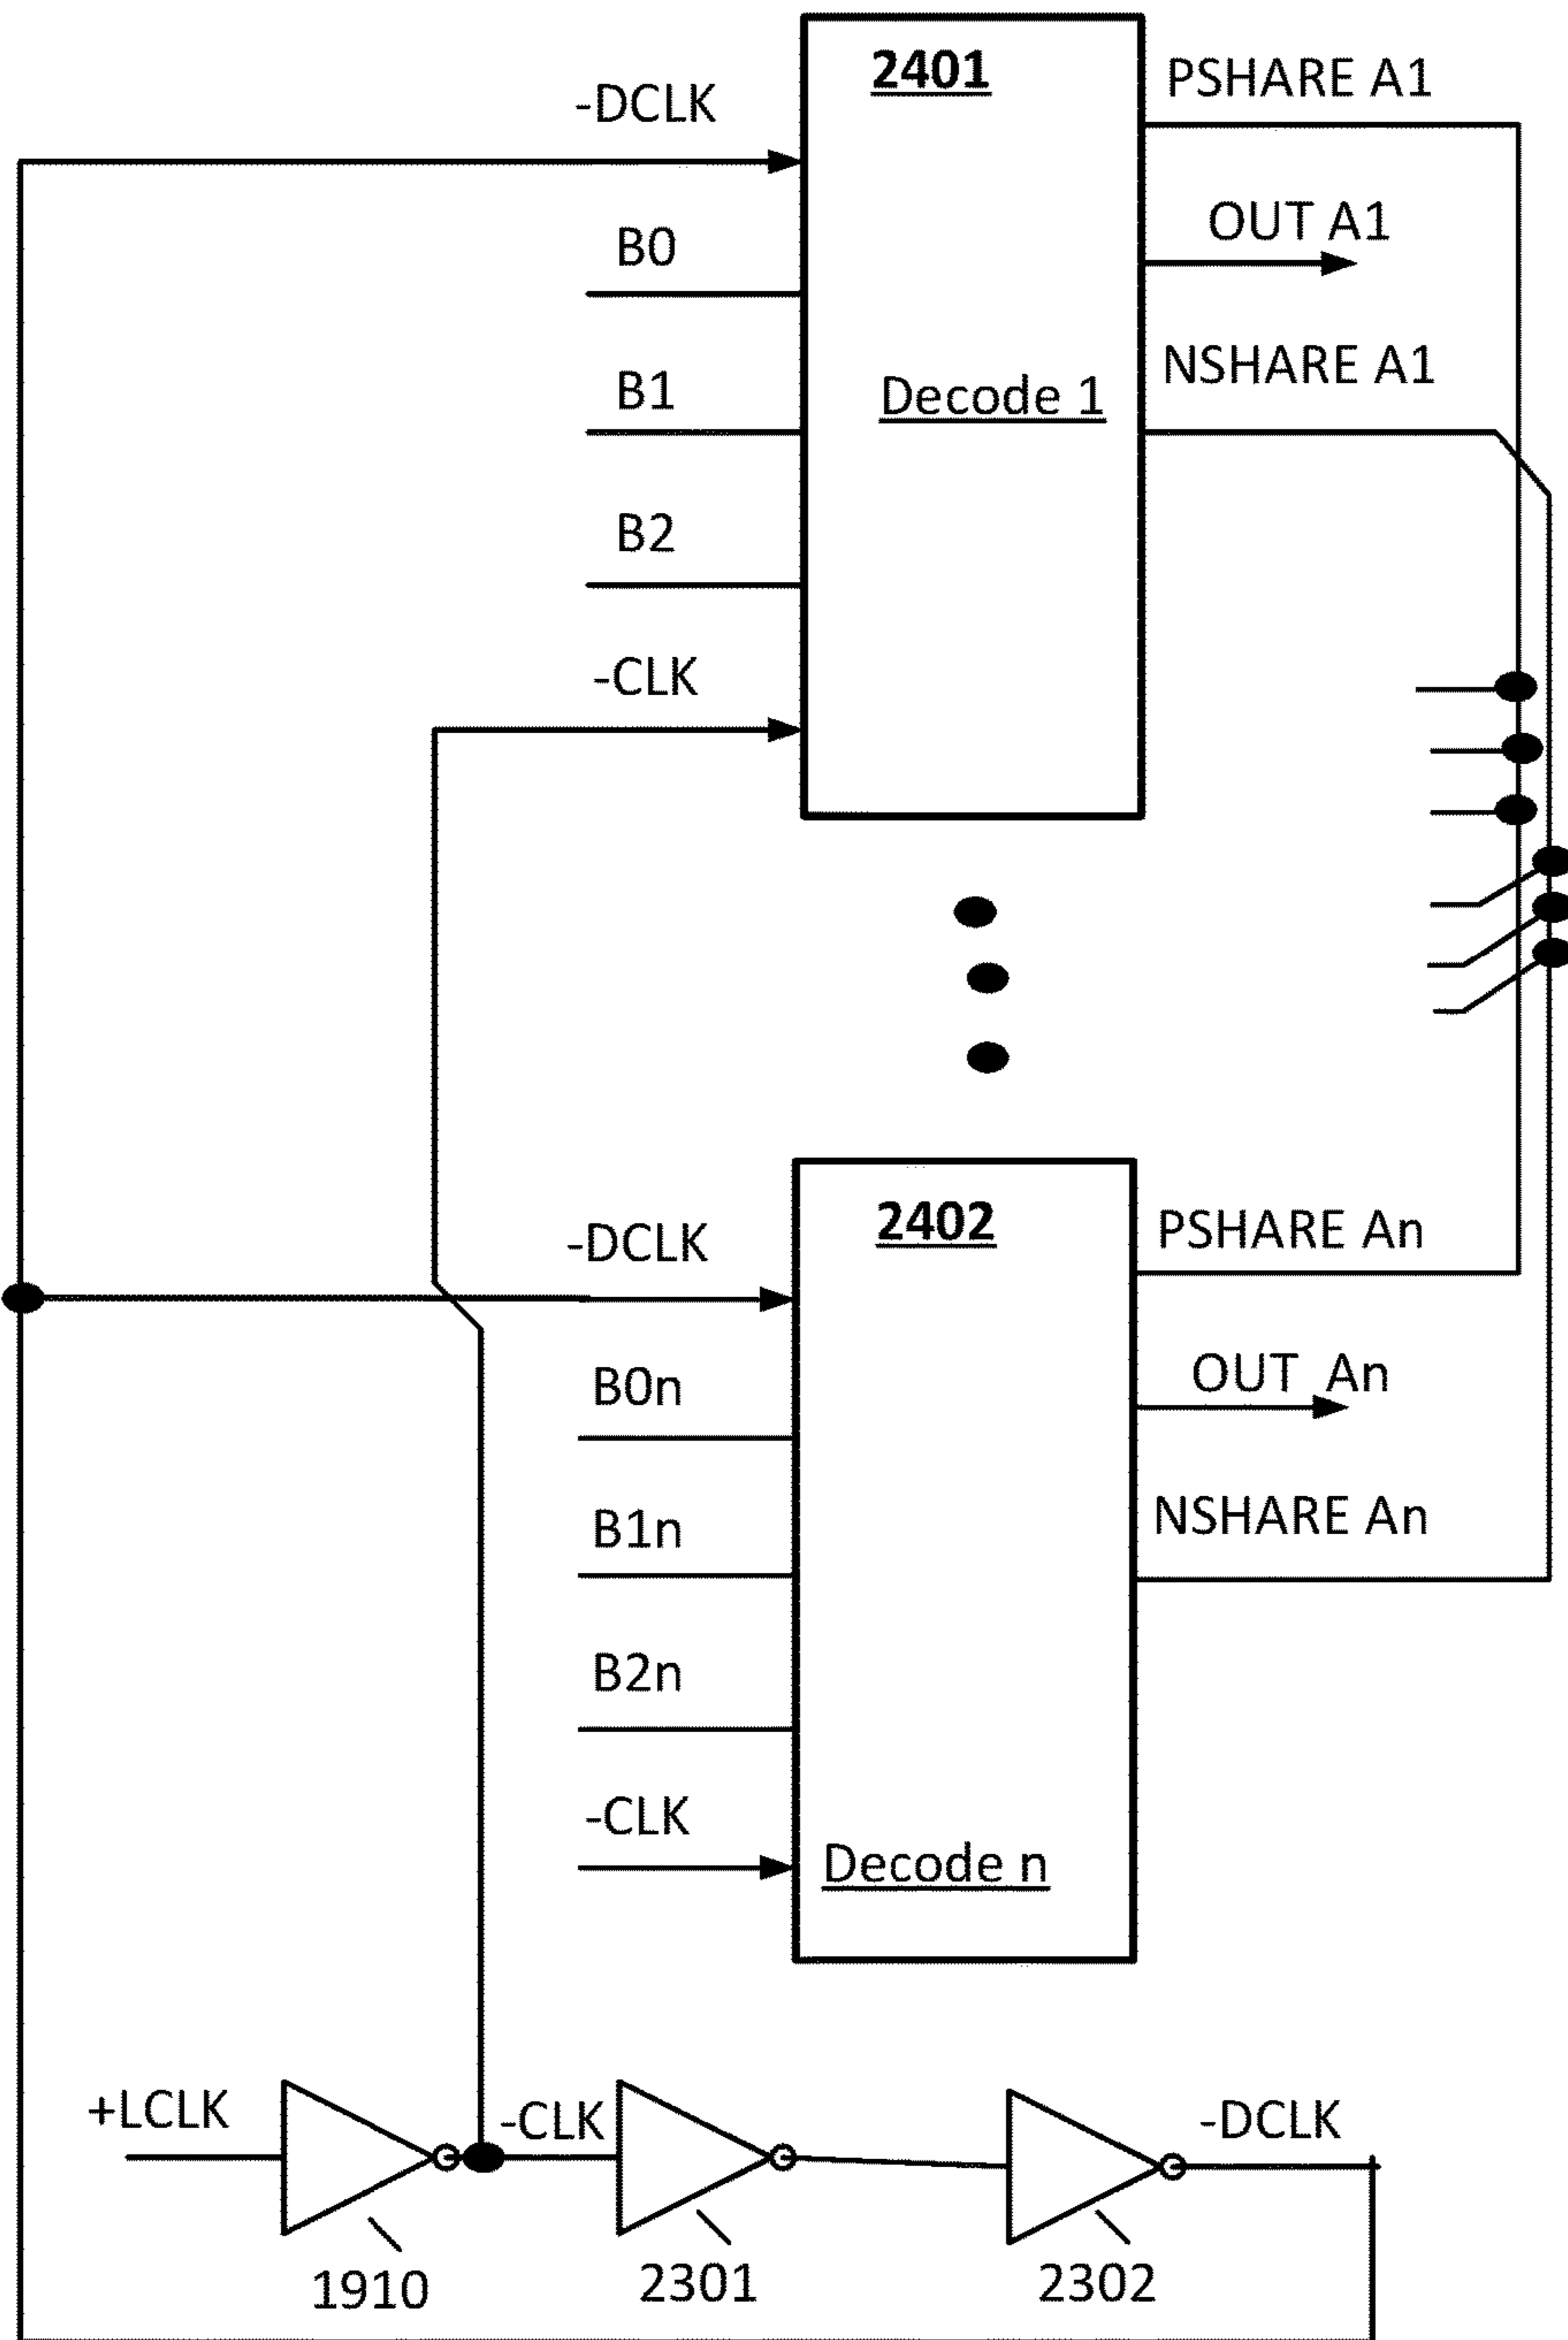 2401
PSHARE A1
-DCLK
OUT A1
B0
NSHARE A1
B1
Decode 1
B2
-CLK
2402
PSHARE An
-DCLK
OUT An
B0n
NSHARE An
B1n
B2n
-CLK
Decode n
+LCLK
-CLK
-DCLK
1910
2301
2302